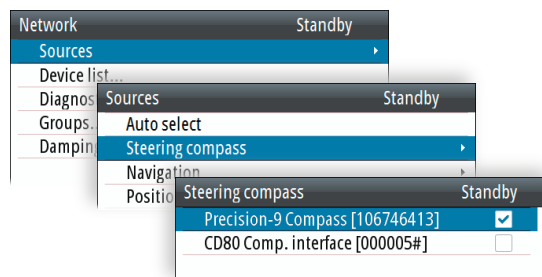 Network Standby
Sources
Device list...
Groups...
Sources Standby
Auto select
Steering compass
Navigation
Steering compass Standby
Precision-9 Compass [106746413]
CD80 Comp. interface [000005#]